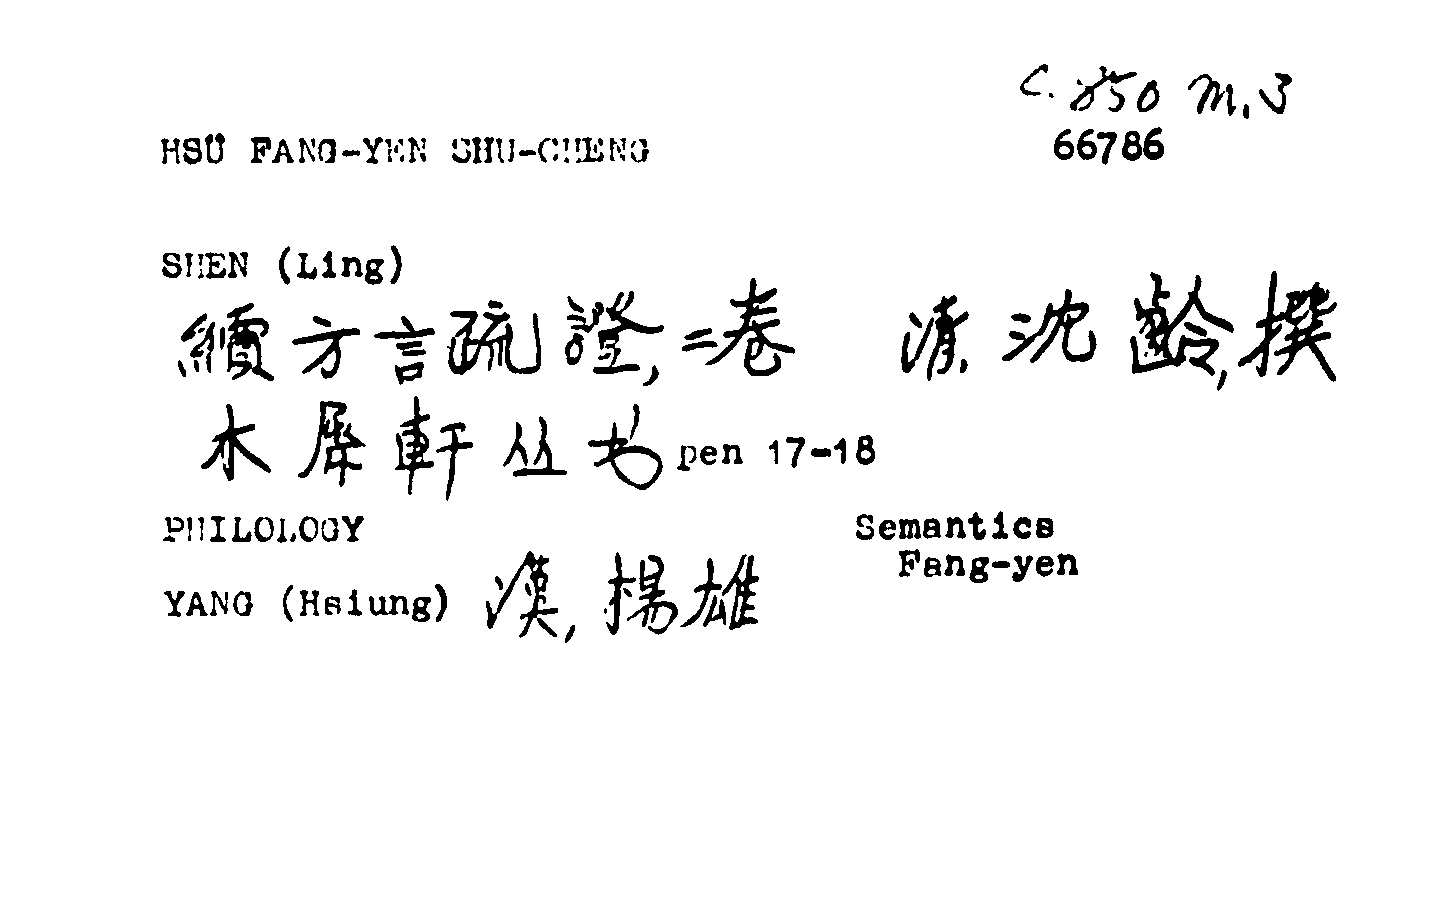 C. 850 m.3
HSÜ FANG-YEN SHU-CHENG 66786
SHEN (Ling)
續方言疏證,二卷 清,沈齡,撰
木犀軒丛书 pen 17-18
PHILOLOGY Semantics
Fang-yen
YANG (Hsiung) 漢,揚雄